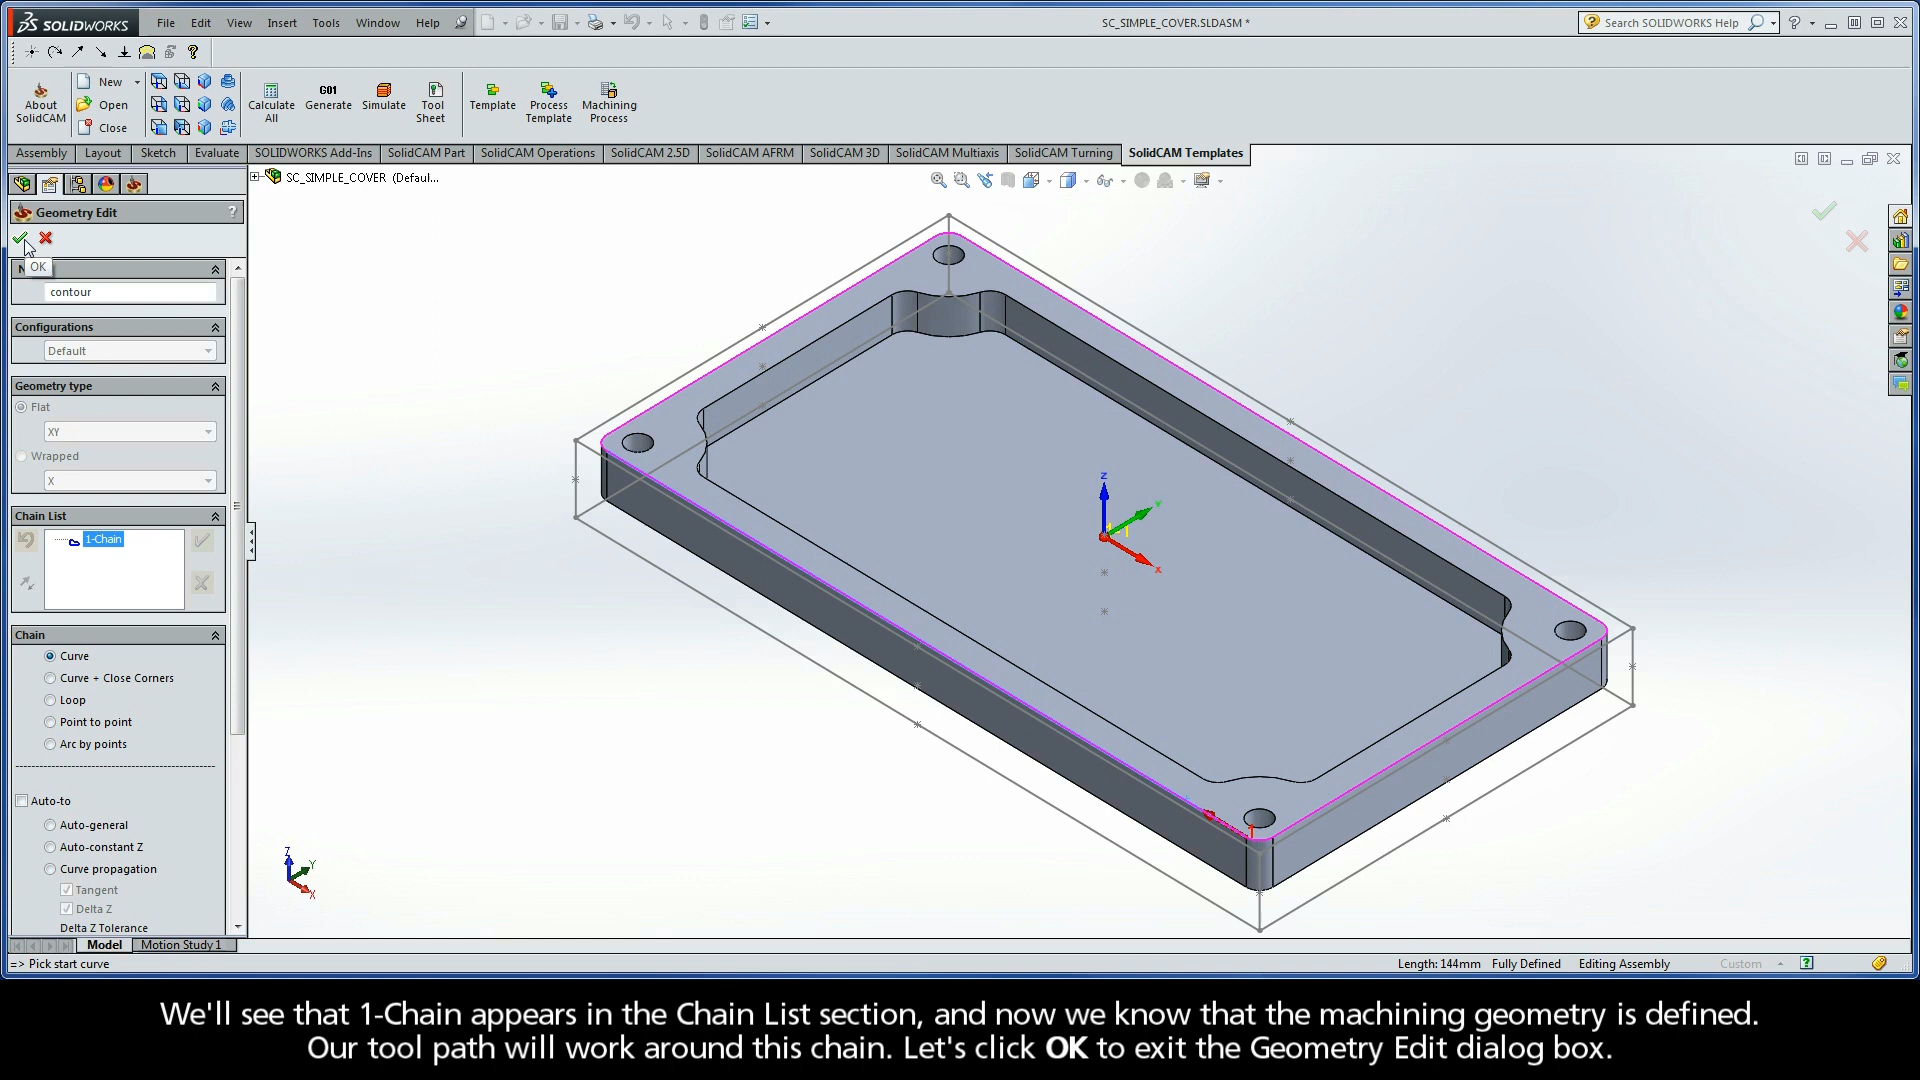 SOLIDWORKS
File Edit View Insert Tools Window Help
SC_SIMPLE_COVER.SLDASM *
Search SOLIDWORKS Help
About SolidCAM
New
Open
Close
Calculate All
G01 Generate
Simulate
Tool Sheet
Template
Process Template
Machining Process
Assembly Layout Sketch Evaluate SOLIDWORKS Add-Ins SolidCAM Part SolidCAM Operations SolidCAM 2.5D SolidCAM AFRM SolidCAM 3D SolidCAM Multiaxis SolidCAM Turning SolidCAM Templates
SC_SIMPLE_COVER (Defaul...
Geometry Edit ?
OK
contour
Configurations
Default
Geometry type
Flat
XY
Wrapped
X
Chain List
1-Chain
Chain
Curve
Curve + Close Corners
Loop
Point to point
Arc by points
Auto-to
Auto-general
Auto-constant Z
Curve propagation
Tangent
Delta Z
Delta Z Tolerance
Z
Y
X
Z
Y
X
Model Motion Study 1
=> Pick start curve
Length: 144mm Fully Defined Editing Assembly Custom
We'll see that 1-Chain appears in the Chain List section, and now we know that the machining geometry is defined.
Our tool path will work around this chain. Let's click OK to exit the Geometry Edit dialog box.